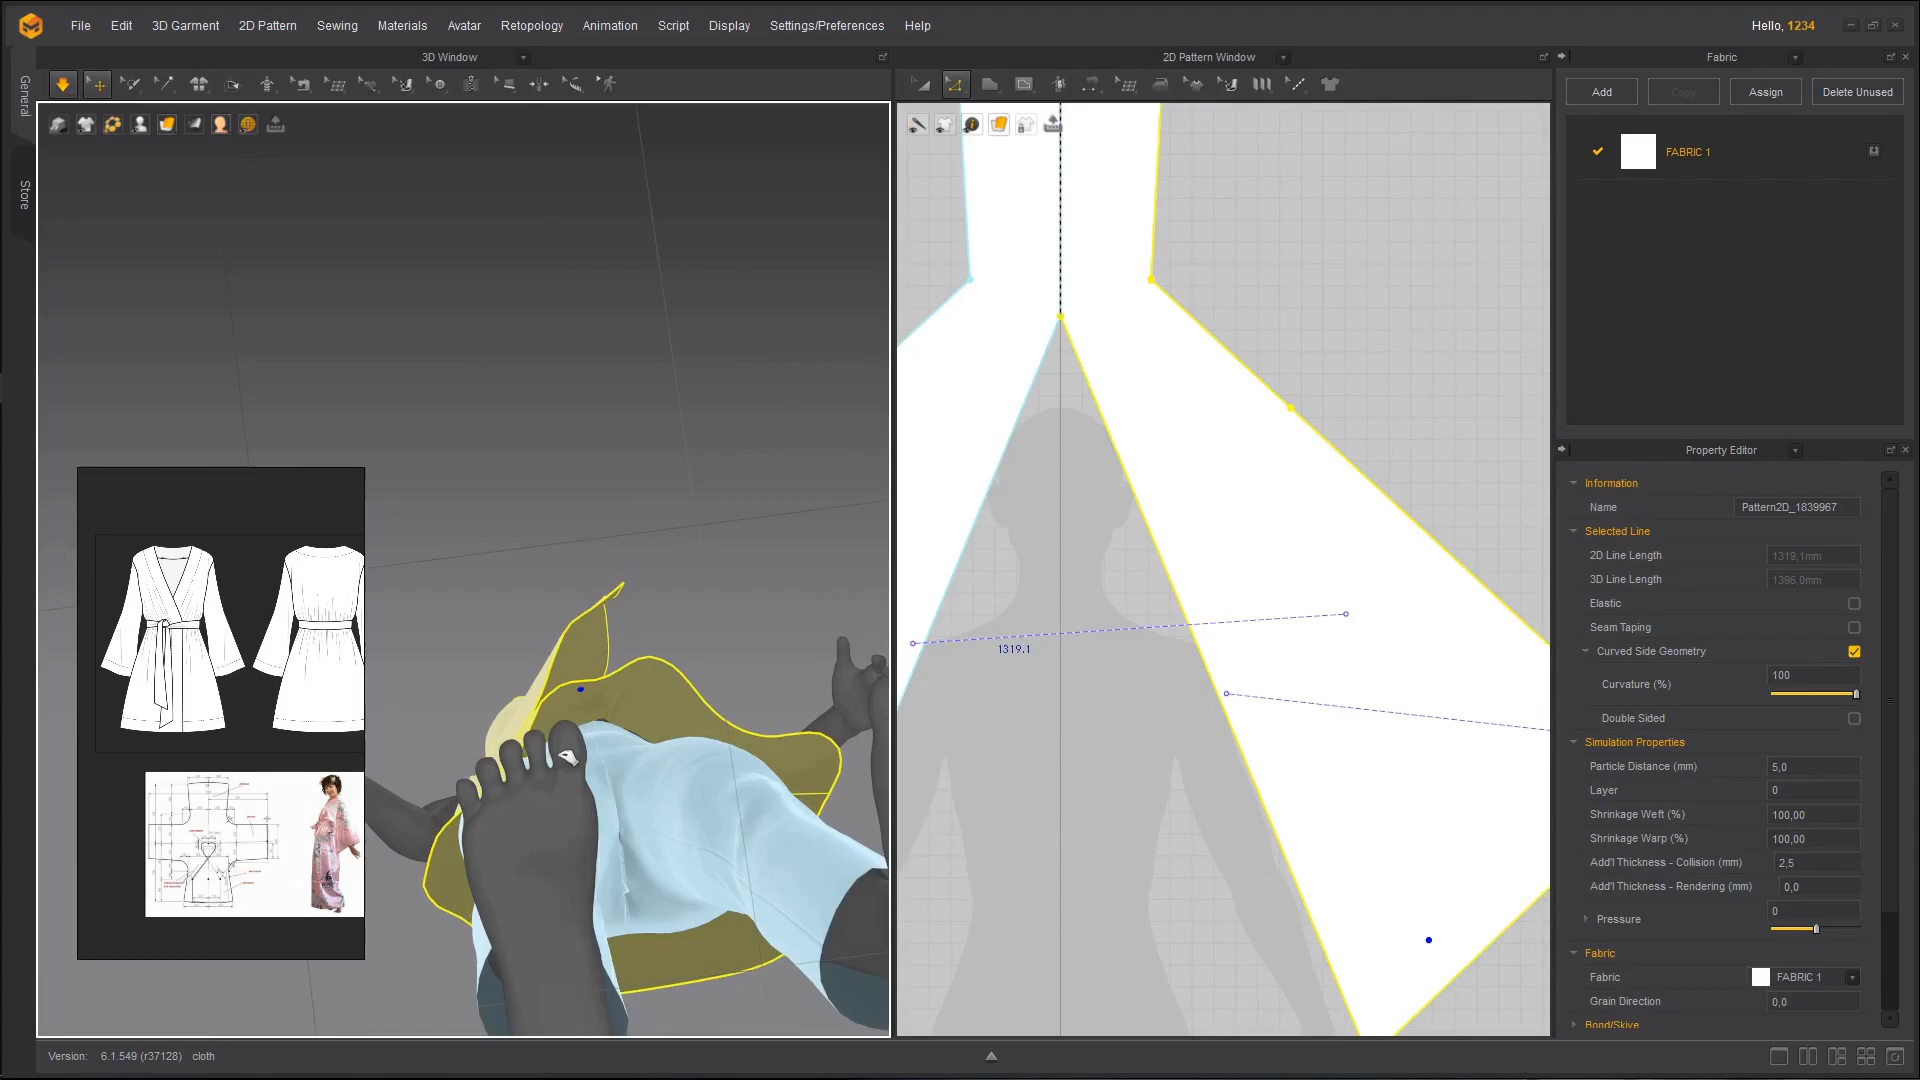 File Edit 3D Garment 2D Pattern Sewing Materials Avatar Retopology Animation Script Display Settings/Preferences Help
Hello, 1234
3D Window
2D Pattern Window
Fabric
General
Store
Add
Copy
Assign
Delete Unused
FABRIC 1
1319.1
Property Editor
Information
Name Pattern2D_1839967
Selected Line
2D Line Length 1319,1mm
3D Line Length 1396,0mm
Elastic
Seam Taping
Curved Side Geometry
Curvature (%) 100
Double Sided
Simulation Properties
Particle Distance (mm) 5,0
Layer 0
Shrinkage Weft (%) 100,00
Shrinkage Warp (%) 100,00
Add'l Thickness - Collision (mm) 2,5
Add'l Thickness - Rendering (mm) 0,0
Pressure 0
Fabric
Fabric FABRIC 1
Grain Direction 0,0
Bond/Skive
Version: 6.1.549 (r37128) cloth